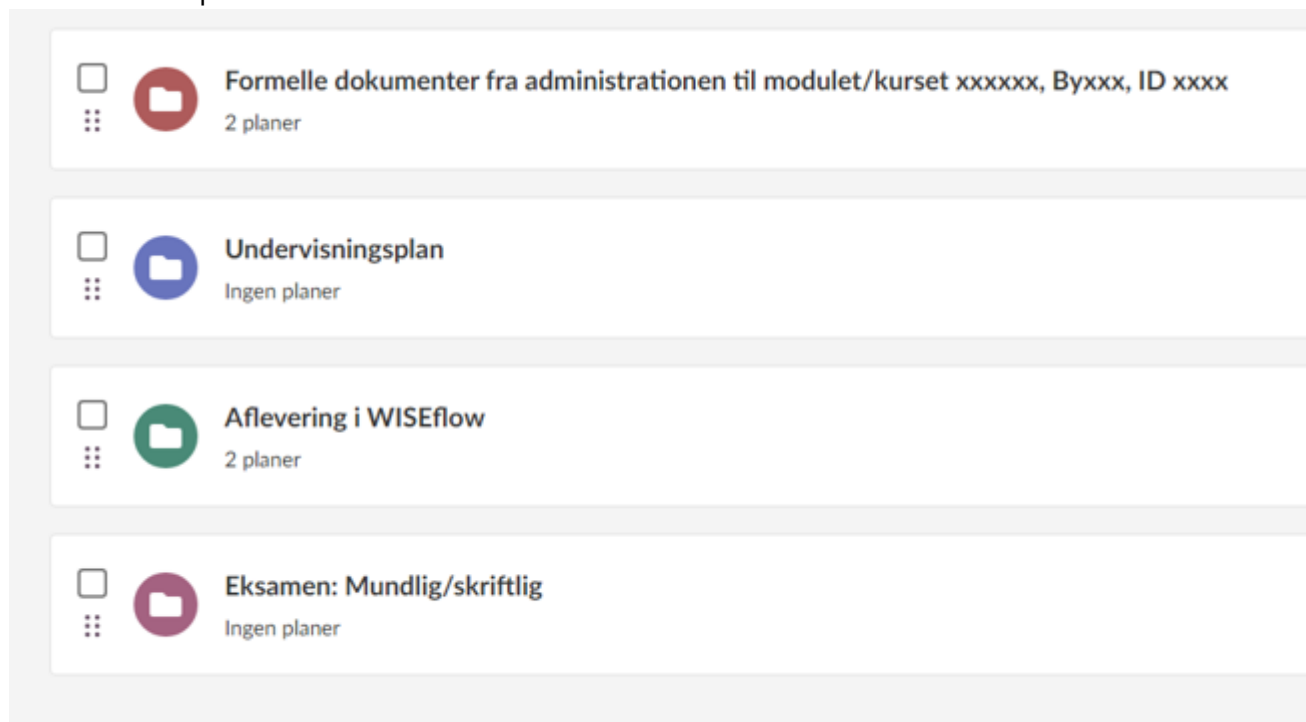 Formelle dokumenter fra administrationen til modulet/kurset xxxxxx, Byxxx, ID xxxx
2 planer
Undervisningsplan
Ingen planer
Aflevering i WISEflow
2 planer
Eksamen: Mundlig/skriftlig
Ingen planer